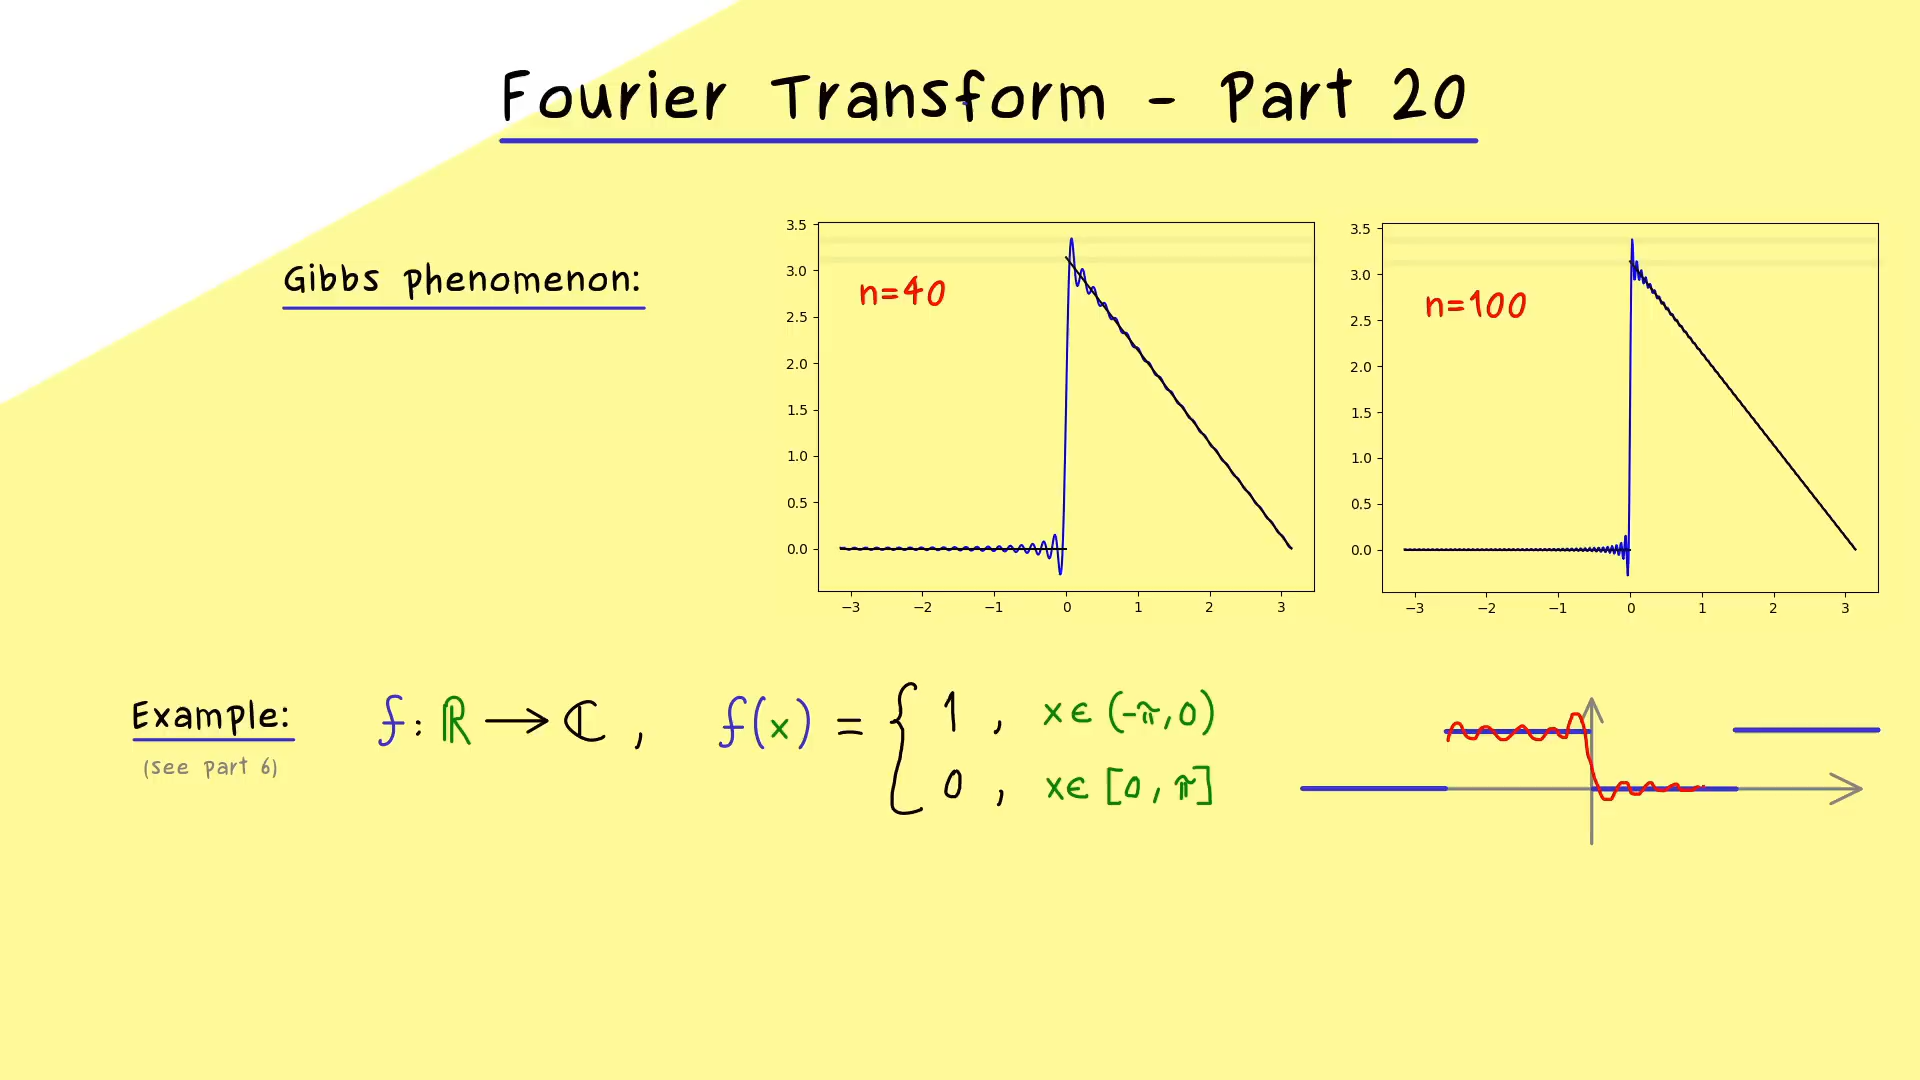 Fourier Transform - Part 20
Gibbs phenomenon:
n=40
3.5
3.0
2.5
2.0
1.5
1.0
0.5
0.0
−3 −2 −1 0 1 2 3
n=100
3.5
3.0
2.5
2.0
1.5
1.0
0.5
0.0
−3 −2 −1 0 1 2 3
Example: f: ℝ ⟶ ℂ , f(x) = { 1 , x∈ (-π, 0)
0 , x∈ [0, π]
(see part 6)